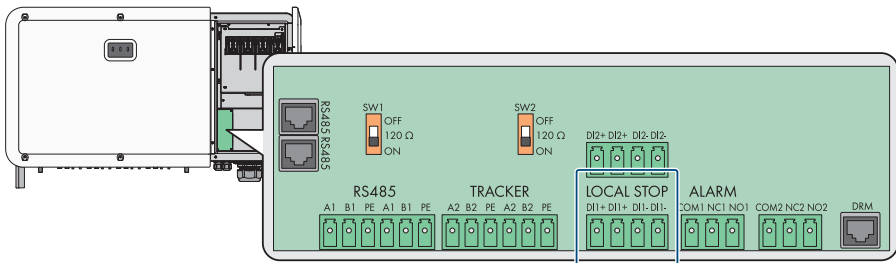 RS485
RS485
SW1
OFF
120 Ω
ON
SW2
OFF
120 Ω
ON
DI2+ DI2+ DI2- DI2-
RS485
A1 B1 PE A1 B1 PE
TRACKER
A2 B2 PE A2 B2 PE
LOCAL STOP
DI1+ DI1+ DI1- DI1-
ALARM
COM1 NC1 NO1
COM2 NC2 NO2
DRM